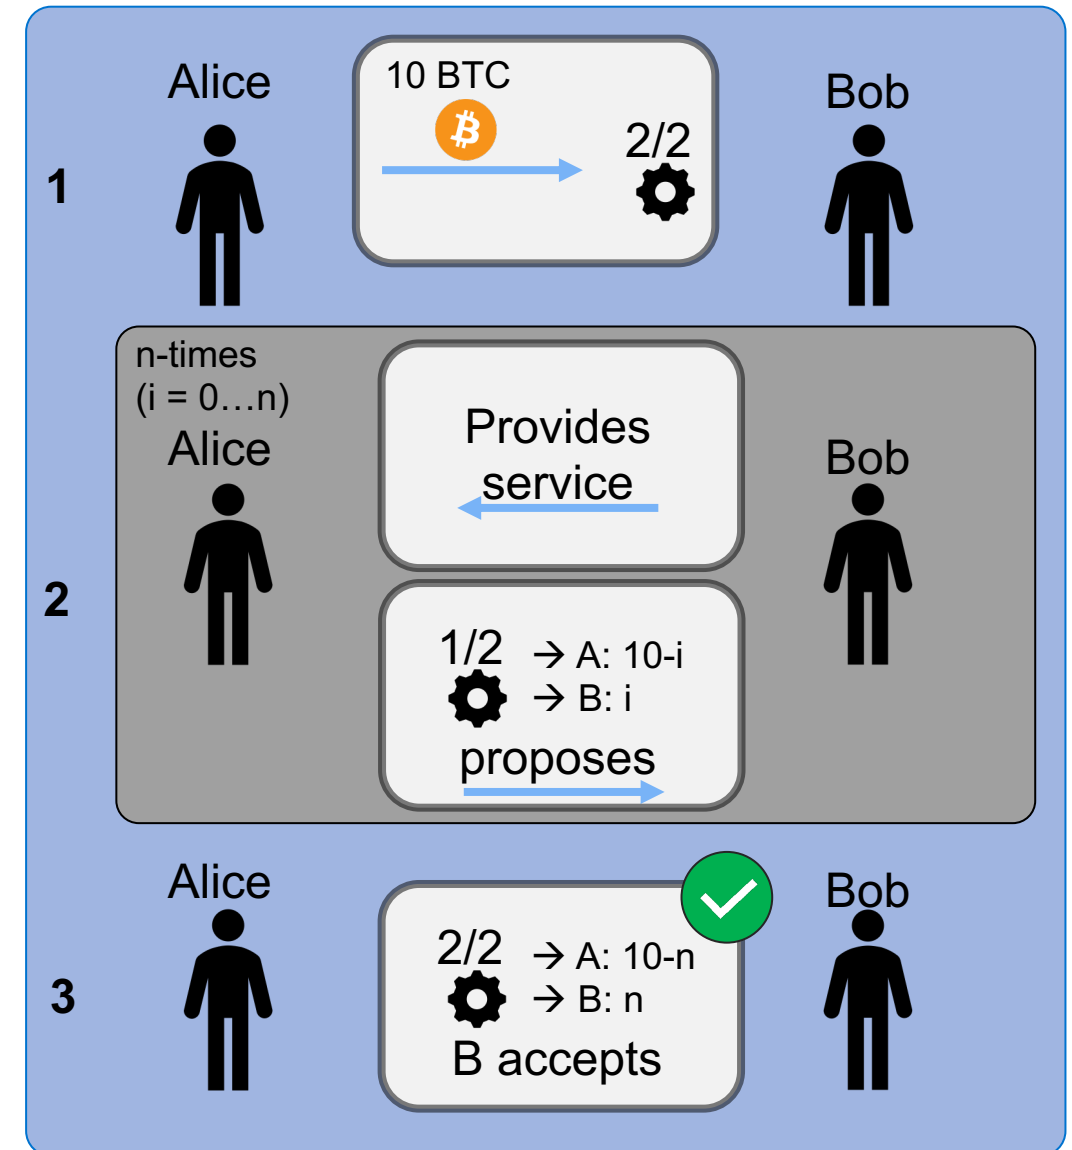 Alice
10 BTC
Bob
2/2
1
n-times
(i = 0…n)
Alice
Provides
service
Bob
2
1/2
→ A: 10-i
→ B: i
proposes
Alice
Bob
2/2
→ A: 10-n
→ B: n
3
B accepts